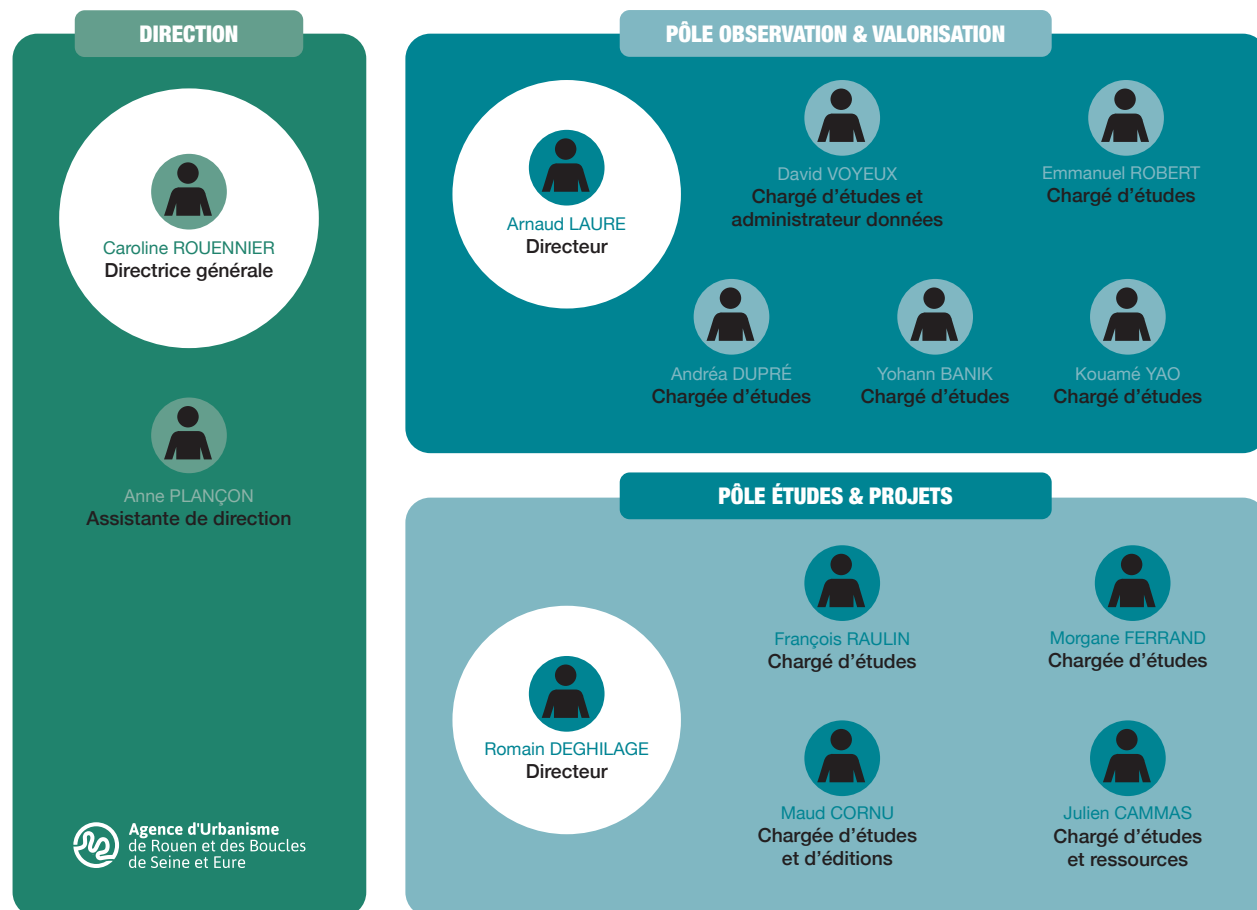 DIRECTION
Caroline ROUENNIER
Directrice générale
Anne PLANÇON
Assistante de direction
Agence d'Urbanisme
de Rouen et des Boucles
de Seine et Eure
PÔLE OBSERVATION & VALORISATION
Arnaud LAURE
Directeur
David VOYEUX
Chargé d'études et
administrateur données
Emmanuel ROBERT
Chargé d'études
Andréa DUPRÉ
Chargée d'études
Yohann BANIK
Chargé d'études
Kouamé YAO
Chargé d'études
PÔLE ÉTUDES & PROJETS
Romain DEGHILAGE
Directeur
François RAULIN
Chargé d'études
Morgane FERRAND
Chargée d'études
Maud CORNU
Chargée d'études
et d'éditions
Julien CAMMAS
Chargé d'études
et ressources